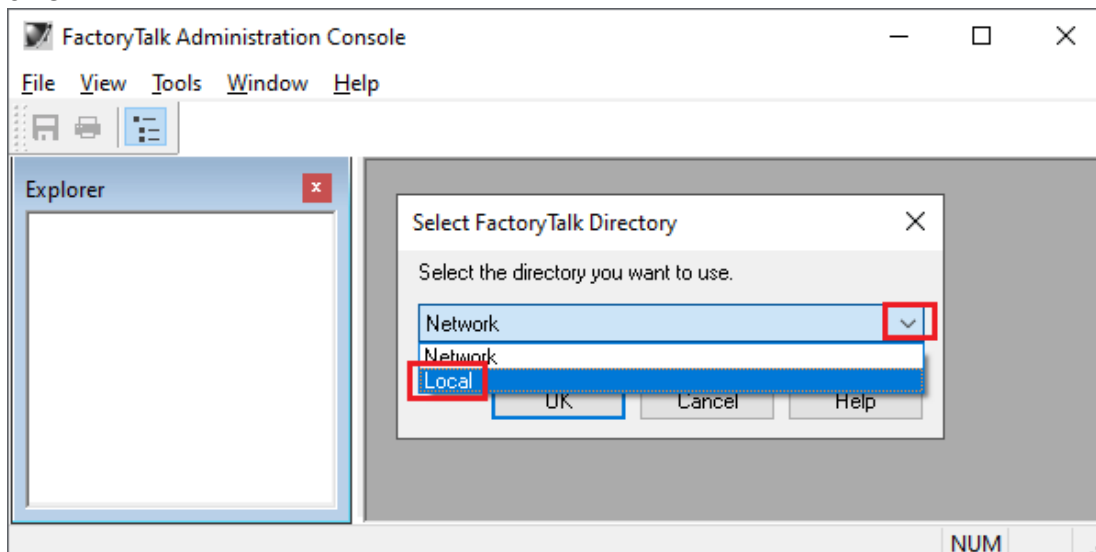 FactoryTalk Administration Console
File View Tools Window Help
Explorer
Select FactoryTalk Directory
Select the directory you want to use.
Network
Network
Local
OK Cancel Help
NUM